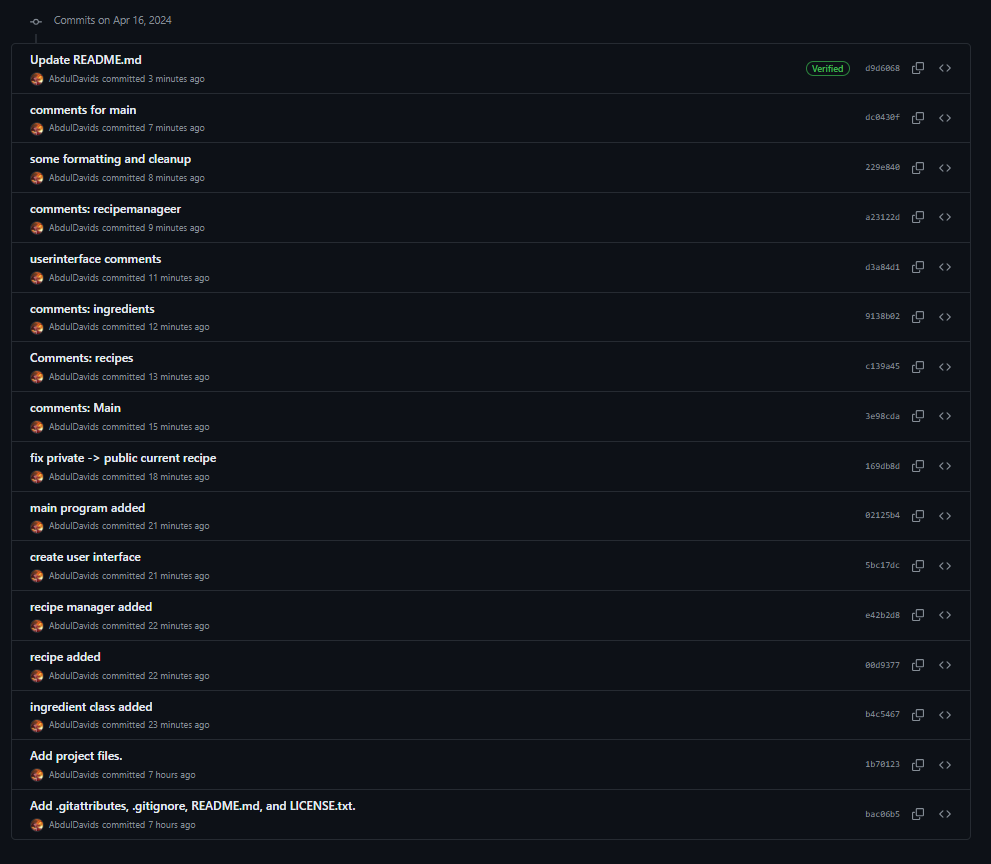 Commits on Apr 16, 2024
Update README.md
AbdulDavids committed 3 minutes ago
Verified
d9d6068
comments for main
AbdulDavids committed 7 minutes ago
dc0430f
some formatting and cleanup
AbdulDavids committed 8 minutes ago
229e840
comments: recipemanageer
AbdulDavids committed 9 minutes ago
a23122d
userinterface comments
AbdulDavids committed 11 minutes ago
d3a84d1
comments: ingredients
AbdulDavids committed 12 minutes ago
9138b02
Comments: recipes
AbdulDavids committed 13 minutes ago
c139a45
comments: Main
AbdulDavids committed 15 minutes ago
3e98cda
fix private -> public current recipe
AbdulDavids committed 18 minutes ago
169db8d
main program added
AbdulDavids committed 21 minutes ago
02125b4
create user interface
AbdulDavids committed 21 minutes ago
5bc17dc
recipe manager added
AbdulDavids committed 22 minutes ago
e42b2d8
recipe added
AbdulDavids committed 22 minutes ago
00d9377
ingredient class added
AbdulDavids committed 23 minutes ago
b4c5467
Add project files.
AbdulDavids committed 7 hours ago
1b70123
Add .gitattributes, .gitignore, README.md, and LICENSE.txt.
AbdulDavids committed 7 hours ago
bac06b5